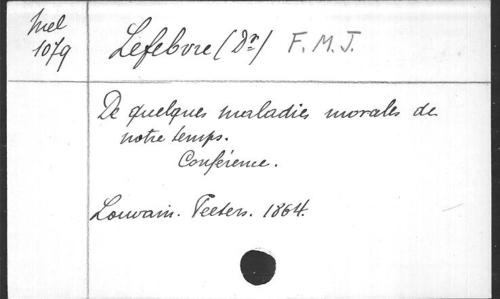 Mel
1079
Lefebvre (Dr) F. M. J.
De quelques maladies morales de
notre temps.
Conférence.
Louvain. Peeters. 1864.